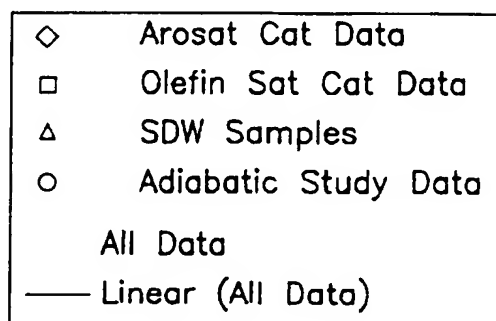 Arosat Cat Data
Olefin Sat Cat Data
SDW Samples
Adiabatic Study Data
All Data
Linear (All Data)